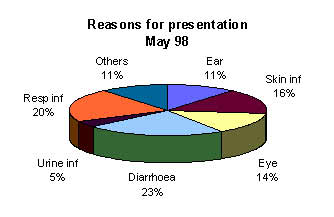 Reasons for presentation
May 98
Others
11%
Ear
11%
Skin inf
16%
Resp inf
20%
Urine inf
5%
Diarrhoea
23%
Eye
14%